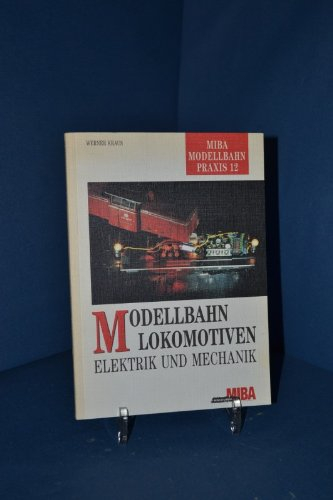 WERNER KRAUS
MIBA
MODELLBAHN
PRAXIS 12
MODELLBAHN
LOKOMOTIVEN
ELEKTRIK UND MECHANIK
MIBA